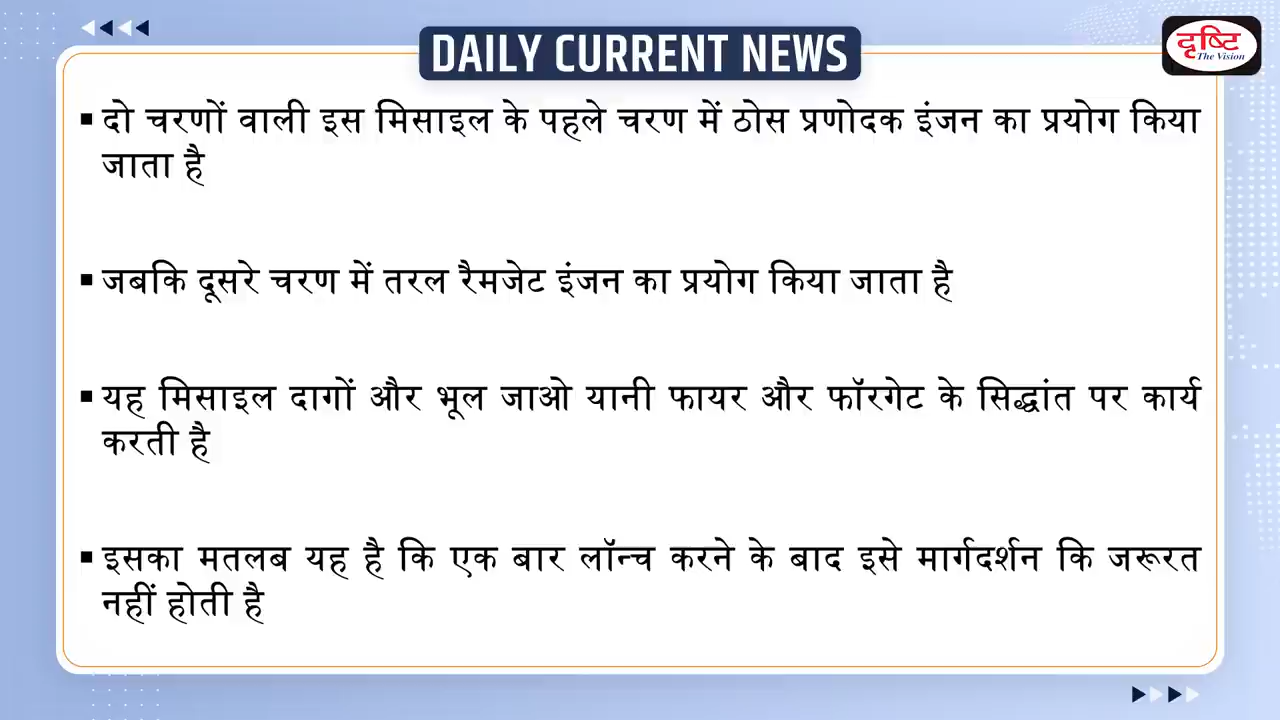 DAILY CURRENT NEWS
दृष्टि
The Vision
▪ दो चरणों वाली इस मिसाइल के पहले चरण में ठोस प्रणोदक इंजन का प्रयोग किया
जाता है
▪ जबकि दूसरे चरण में तरल रैमजेट इंजन का प्रयोग किया जाता है
▪ यह मिसाइल दागों और भूल जाओ यानी फायर और फॉरगेट के सिद्धांत पर कार्य
करती है
▪ इसका मतलब यह है कि एक बार लॉन्च करने के बाद इसे मार्गदर्शन कि जरूरत
नहीं होती है